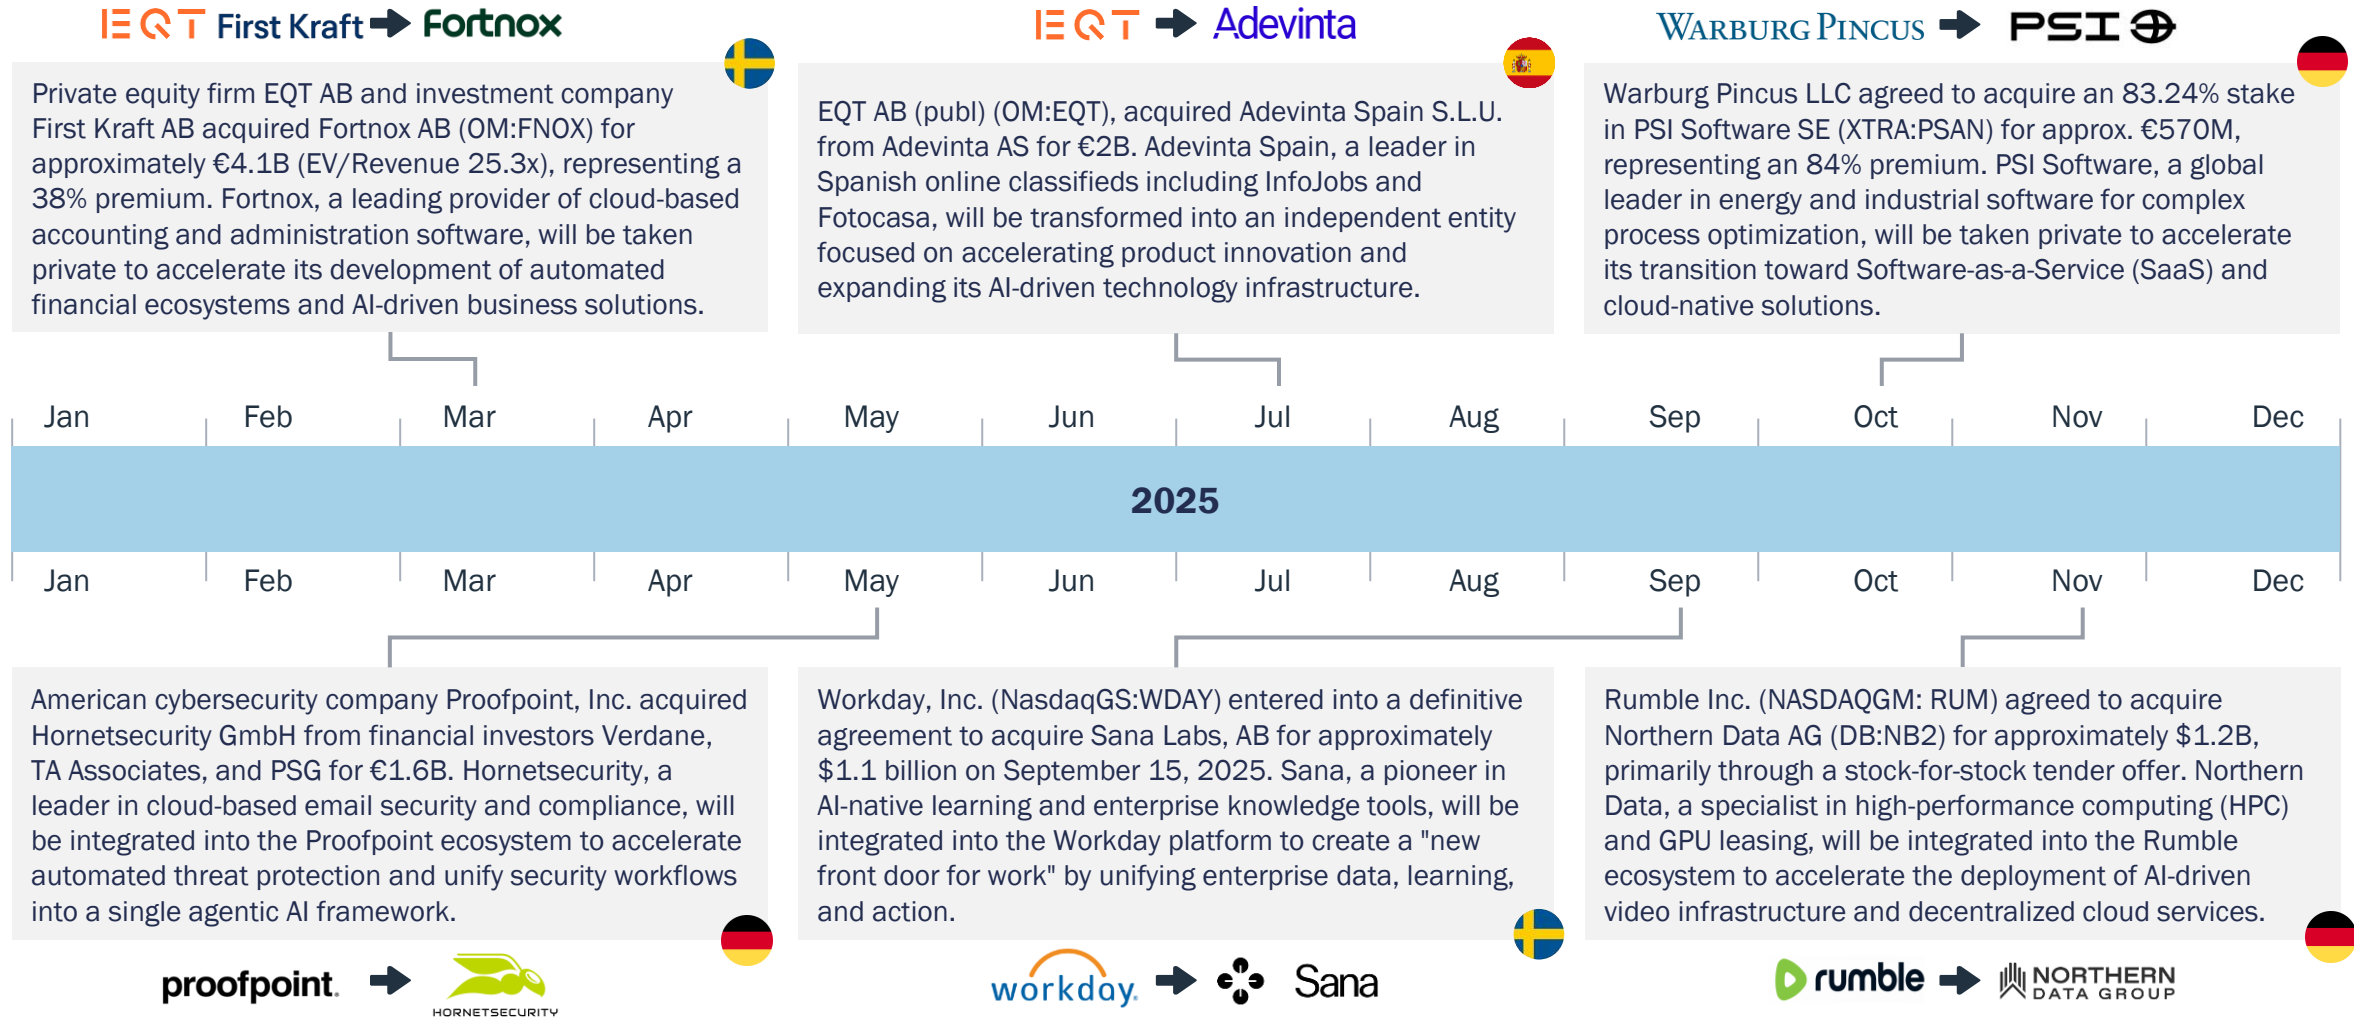 EQT First Kraft Fortnox
Private equity firm EQT AB and investment company
First Kraft AB acquired Fortnox AB (OM:FNOX) for
approximately €4.1B (EV/Revenue 25.3x), representing a
38% premium. Fortnox, a leading provider of cloud-based
accounting and administration software, will be taken
private to accelerate its development of automated
financial ecosystems and AI-driven business solutions.
EQT Adevinta
EQT AB (publ) (OM:EQT), acquired Adevinta Spain S.L.U.
from Adevinta AS for €2B. Adevinta Spain, a leader in
Spanish online classifieds including InfoJobs and
Fotocasa, will be transformed into an independent entity
focused on accelerating product innovation and
expanding its AI-driven technology infrastructure.
WARBURG PINCUS PSI
Warburg Pincus LLC agreed to acquire an 83.24% stake
in PSI Software SE (XTRA:PSAN) for approx. €570M,
representing an 84% premium. PSI Software, a global
leader in energy and industrial software for complex
process optimization, will be taken private to accelerate
its transition toward Software-as-a-Service (SaaS) and
cloud-native solutions.
Jan Feb Mar Apr May Jun Jul Aug Sep Oct Nov Dec
2025
Jan Feb Mar Apr May Jun Jul Aug Sep Oct Nov Dec
American cybersecurity company Proofpoint, Inc. acquired
Hornetsecurity GmbH from financial investors Verdane,
TA Associates, and PSG for €1.6B. Hornetsecurity, a
leader in cloud-based email security and compliance, will
be integrated into the Proofpoint ecosystem to accelerate
automated threat protection and unify security workflows
into a single agentic AI framework.
proofpoint. HORNETSECURITY
Workday, Inc. (NasdaqGS:WDAY) entered into a definitive
agreement to acquire Sana Labs, AB for approximately
$1.1 billion on September 15, 2025. Sana, a pioneer in
AI-native learning and enterprise knowledge tools, will be
integrated into the Workday platform to create a "new
front door for work" by unifying enterprise data, learning,
and action.
workday. Sana
Rumble Inc. (NASDAQGM: RUM) agreed to acquire
Northern Data AG (DB:NB2) for approximately $1.2B,
primarily through a stock-for-stock tender offer. Northern
Data, a specialist in high-performance computing (HPC)
and GPU leasing, will be integrated into the Rumble
ecosystem to accelerate the deployment of AI-driven
video infrastructure and decentralized cloud services.
rumble NORTHERN
DATA GROUP